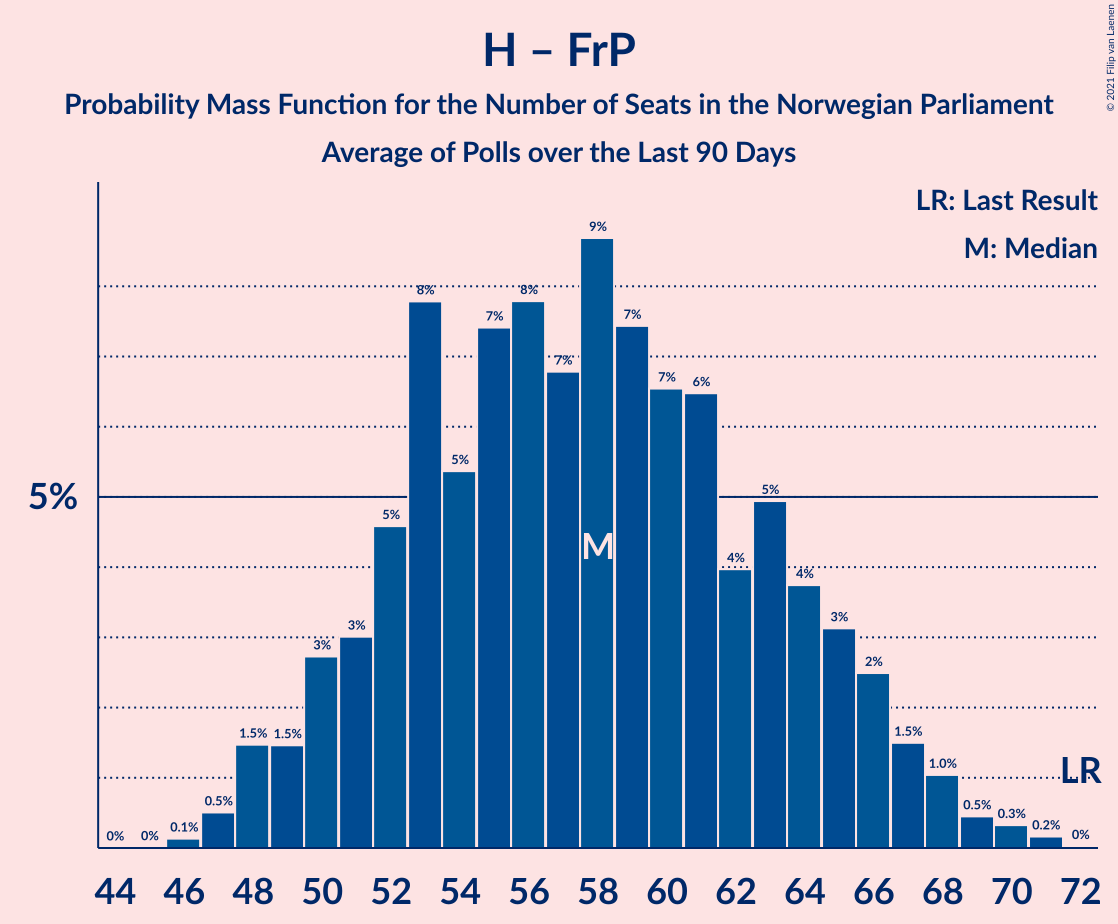 H – FrP
Probability Mass Function for the Number of Seats in the Norwegian Parliament
Average of Polls over the Last 90 Days
© 2021 Filip van Laenen
LR: Last Result
M: Median
5%
0% 0% 0.1% 0.5% 1.5% 1.5% 3% 3% 5% 8% 5% 7% 8% 7% 9% 7% 7% 6% 4% 5% 4% 3% 2% 1.5% 1.0% 0.5% 0.3% 0.2% 0%
M
LR
44 46 48 50 52 54 56 58 60 62 64 66 68 70 72